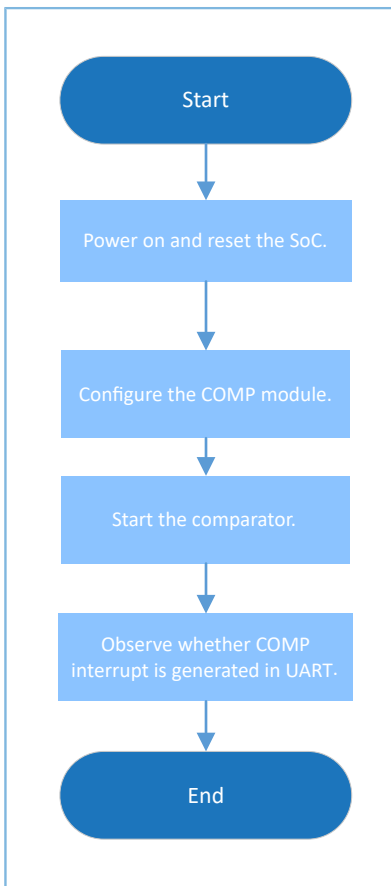 Start
Power on and reset the SoC.
Configure the COMP module.
Start the comparator.
Observe whether COMP
interrupt is generated in UART.
End